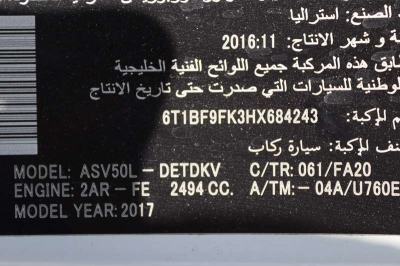 الصنع: استراليا
ة و شهر الانتاج: 2016:11
ابق هذه المركبة جميع اللوائح الفنية الخليجية
وطنية للسيارات التي صدرت حتى تاريخ الانتاج
م المركبة: 6T1BF9FK3HX684243
نف المركبة: سيارة ركاب
MODEL: ASV50L - DETDKV C/TR: 061/FA20
ENGINE: 2AR - FE 2494 CC. A/TM: -04A/U760E
MODEL YEAR: 2017